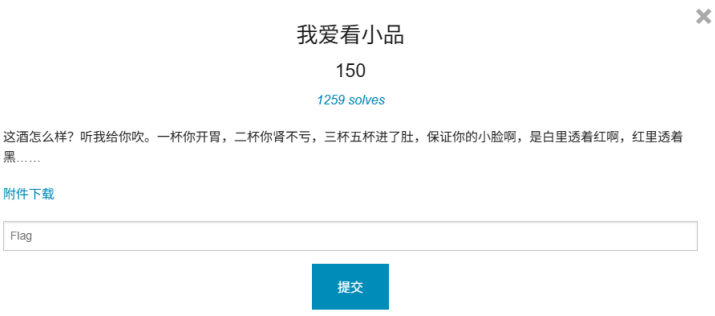 我爱看小品
150
1259 solves
这酒怎么样？听我给你吹。一杯你开胃，二杯你肾不亏，三杯五杯进了肚，保证你的小脸啊，是白里透着红啊，红里透着
黑……
附件下载
Flag
提交